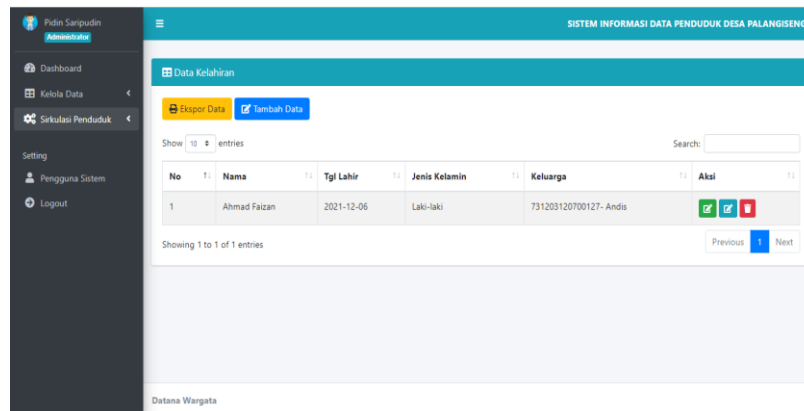 Pidin Saripudin
Administrator
Dashboard
Kelola Data
Sirkulasi Penduduk
Setting
Pengguna Sistem
Logout
SISTEM INFORMASI DATA PENDUDUK DESA PALANGISENG
Data Kelahiran
Ekspor Data Tambah Data
Show 10 entries Search:
No Nama Tgl Lahir Jenis Kelamin Keluarga Aksi
1 Ahmad Faizan 2021-12-06 Laki-laki 731203120700127- Andis
Showing 1 to 1 of 1 entries Previous 1 Next
Datana Wargata